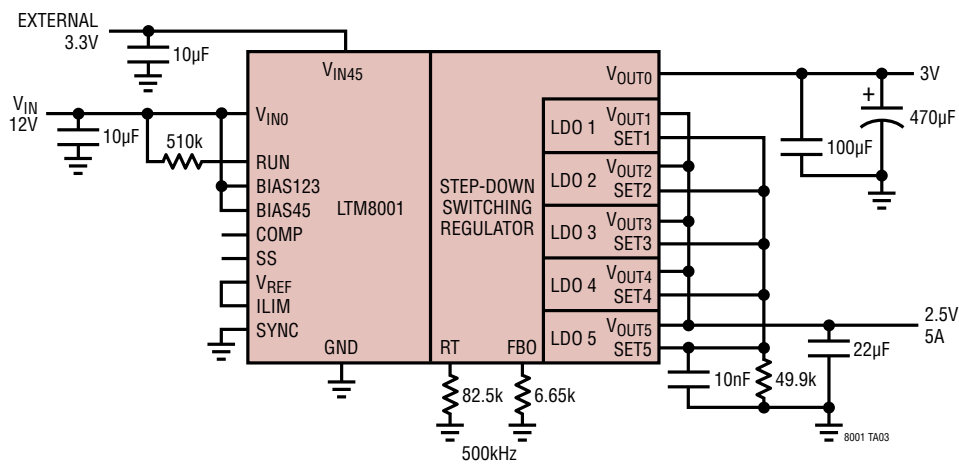 EXTERNAL
3.3V
10µF
VIN45
VOUT0
3V
VIN
12V
10µF
VIN0
510k
RUN
BIAS123
BIAS45
COMP
SS
VREF
ILIM
SYNC
GND
LTM8001
STEP-DOWN
SWITCHING
REGULATOR
RT
FBO
LDO 1
VOUT1
SET1
LDO 2
VOUT2
SET2
LDO 3
VOUT3
SET3
LDO 4
VOUT4
SET4
LDO 5
VOUT5
SET5
+
470µF
100µF
2.5V
5A
22µF
10nF
49.9k
82.5k
6.65k
500kHz
8001 TA03